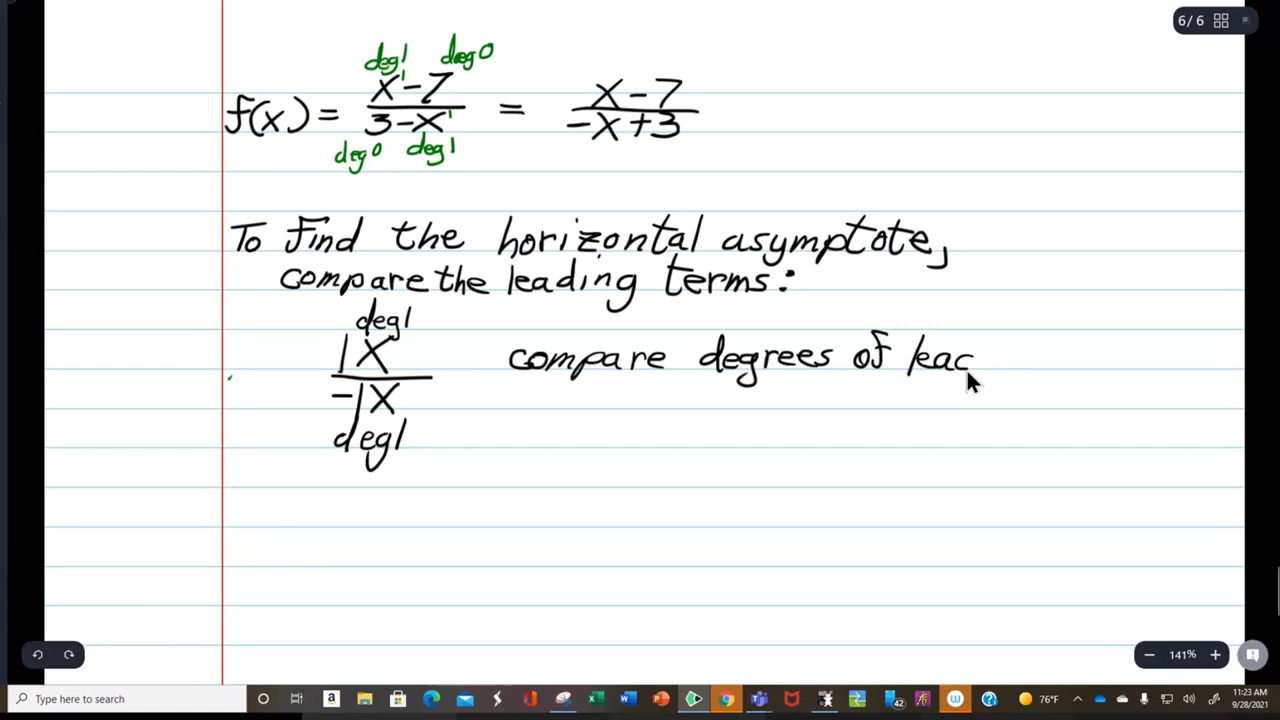 6/6
deg1 deg0
f(x) = x¹-7 / 3-x¹ = x-7 / -x+3
deg0 deg1
To find the horizontal asymptote,
compare the leading terms:
deg1
1x / -1x compare degrees of leac
deg1
141%
Type here to search
42
76°F
11:23 AM
9/28/2021